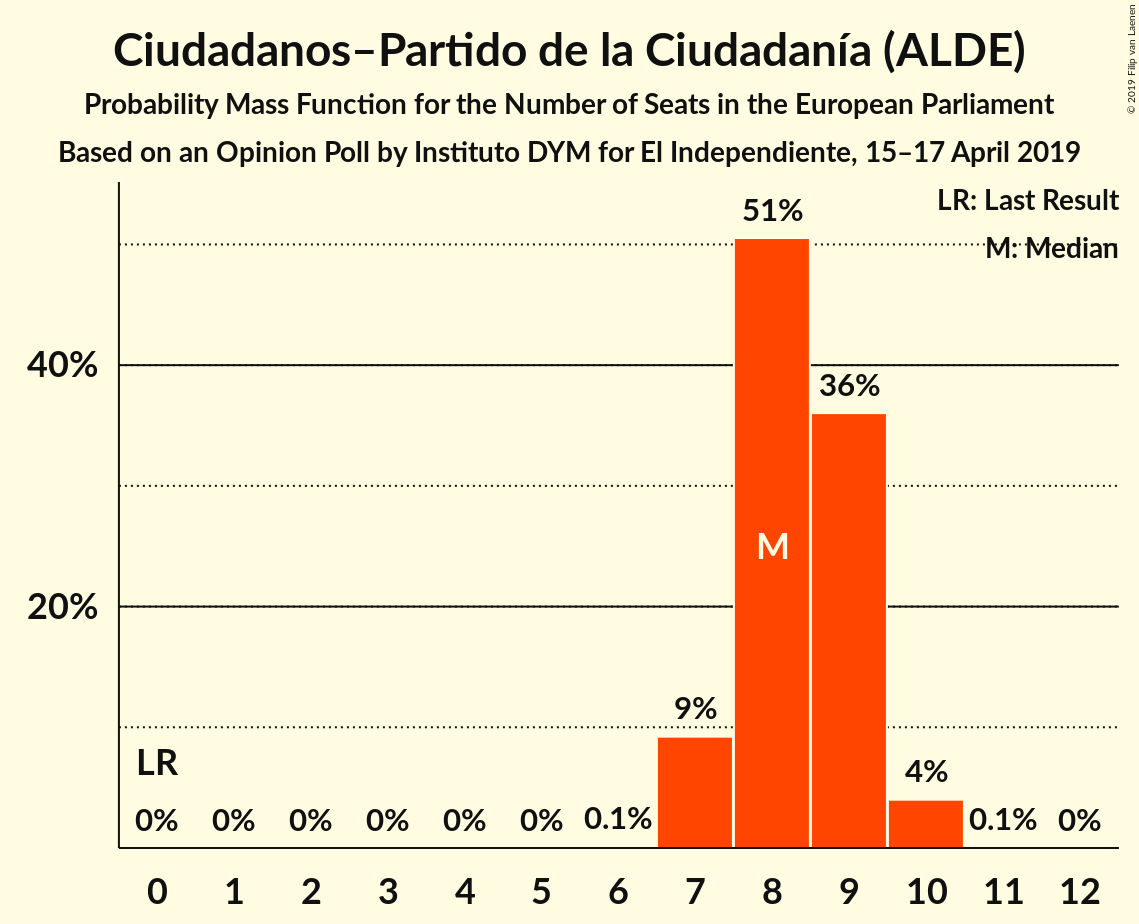 Ciudadanos–Partido de la Ciudadanía (ALDE)
Probability Mass Function for the Number of Seats in the European Parliament
Based on an Opinion Poll by Instituto DYM for El Independiente, 15–17 April 2019
© 2019 Filip van Laenen
LR: Last Result
M: Median
51%
40%
36%
M
20%
9%
LR
4%
0% 0% 0% 0% 0% 0% 0.1% 0.1% 0%
0 1 2 3 4 5 6 7 8 9 10 11 12